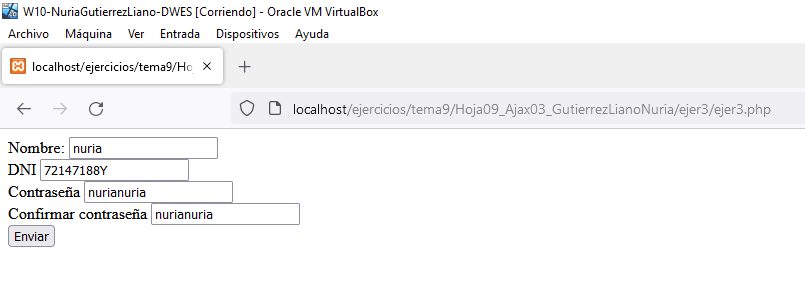 W10-NuriaGutierrezLiano-DWES [Corriendo] - Oracle VM VirtualBox
Archivo Máquina Ver Entrada Dispositivos Ayuda
localhost/ejercicios/tema9/Ho
localhost/ejercicios/tema9/Hoja09_Ajax03_GutierrezLianoNuria/ejer3/ejer3.php
Nombre: nuria
DNI 72147188Y
Contraseña nurianuria
Confirmar contraseña nurianuria
Enviar